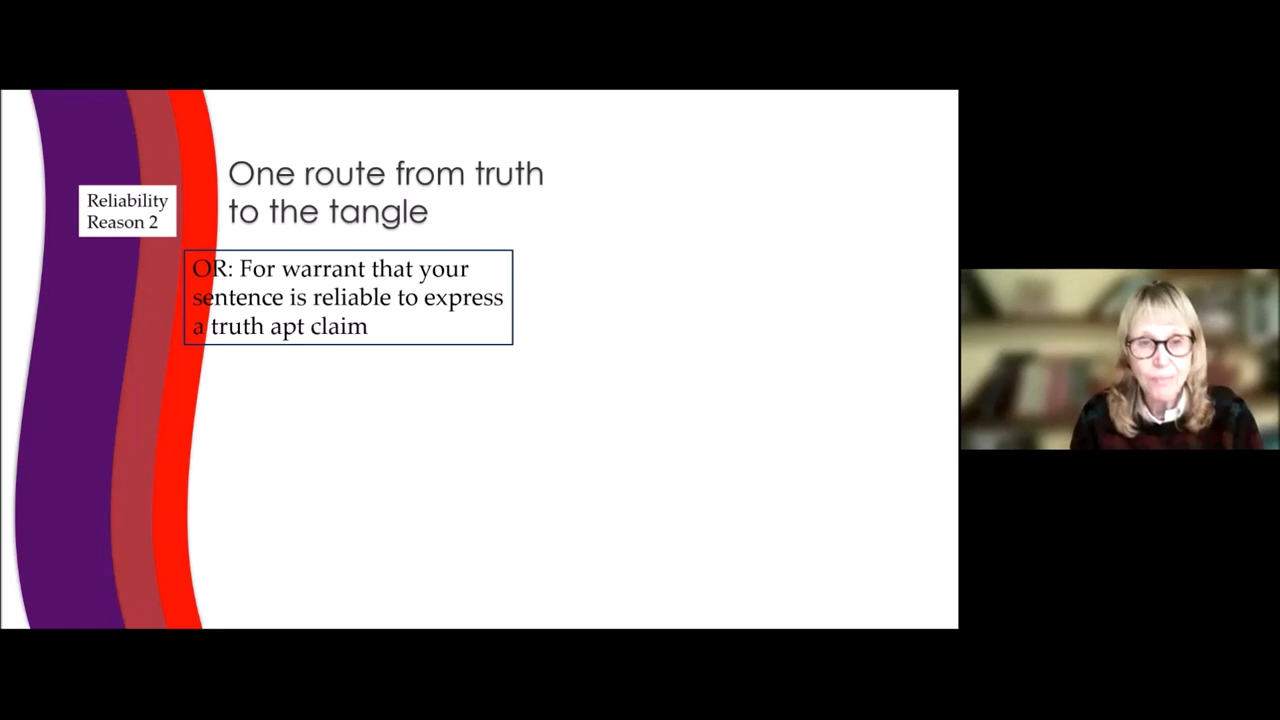 One route from truth
to the tangle
Reliability
Reason 2
OR: For warrant that your
sentence is reliable to express
a truth apt claim